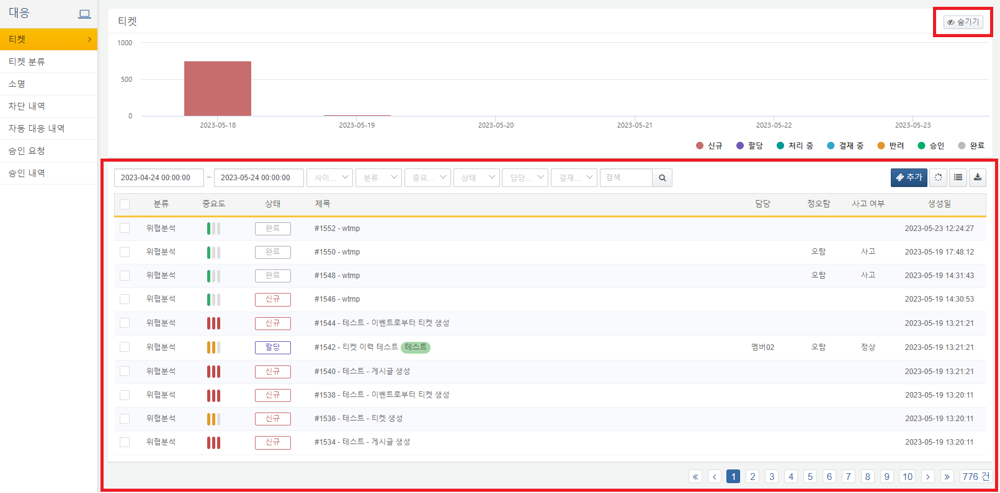 대응
티켓
티켓 분류
소명
차단 내역
자동 대응 내역
승인 요청
승인 내역
티켓
숨기기
1000
500
0
2023-05-18 2023-05-19 2023-05-20 2023-05-21 2023-05-22 2023-05-23
신규 할당 처리 중 결재 중 반려 승인 완료
2023-04-24 00:00:00 ~ 2023-05-24 00:00:00 사이... 분류 중요... 상태 담당... 결재... 검색 추가
분류 중요도 상태 제목 담당 정오탐 사고 여부 생성일
위협분석 완료 #1552 - wtmp 2023-05-23 12:24:27
위협분석 완료 #1550 - wtmp 오탐 사고 2023-05-19 17:48:12
위협분석 완료 #1548 - wtmp 오탐 사고 2023-05-19 14:31:43
위협분석 신규 #1546 - wtmp 2023-05-19 14:30:53
위협분석 신규 #1544 - 테스트 - 이벤트로부터 티켓 생성 2023-05-19 13:21:21
위협분석 할당 #1542 - 티켓 이력 테스트 테스트 멤버02 오탐 정상 2023-05-19 13:21:21
위협분석 신규 #1540 - 테스트 - 게시글 생성 2023-05-19 13:21:21
위협분석 신규 #1538 - 테스트 - 이벤트로부터 티켓 생성 2023-05-19 13:20:11
위협분석 신규 #1536 - 테스트 - 티켓 생성 2023-05-19 13:20:11
위협분석 신규 #1534 - 테스트 - 게시글 생성 2023-05-19 13:20:11
« ‹ 1 2 3 4 5 6 7 8 9 10 › » 776 건